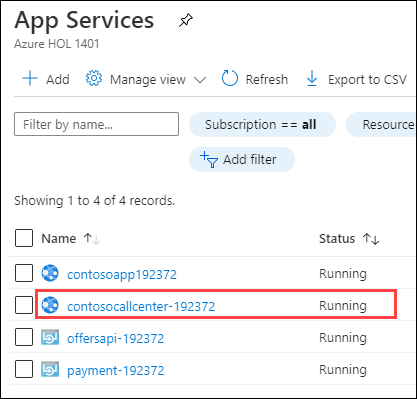 App Services
Azure HOL 1401
+ Add Manage view Refresh Export to CSV
Filter by name... Subscription == all Resource
Add filter
Showing 1 to 4 of 4 records.
Name ↑↓ Status ↑↓
contosoapp192372 Running
contosocallcenter-192372 Running
offersapi-192372 Running
payment-192372 Running